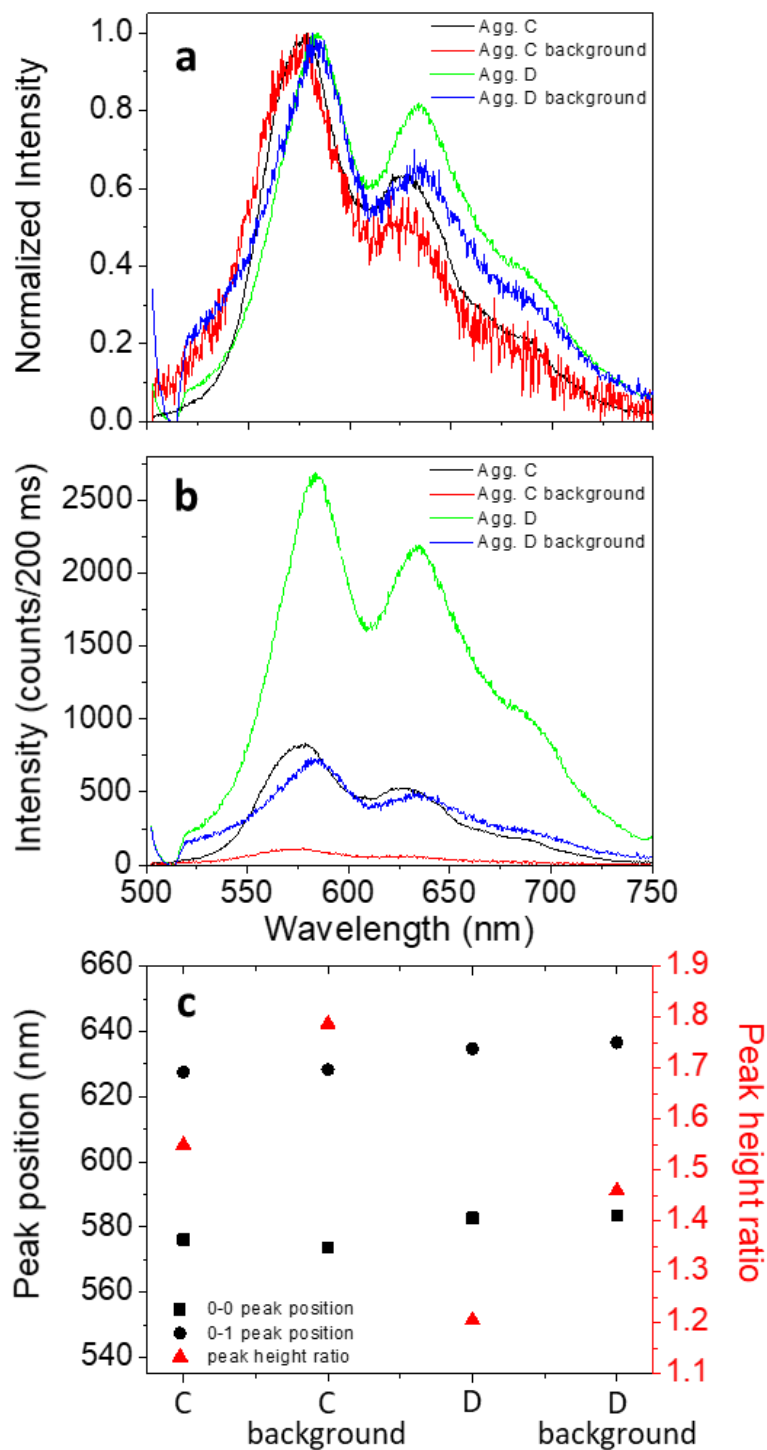 a
Agg. C
Agg. C background
Agg. D
Agg. D background
1.0
0.8
0.6
0.4
0.2
0.0
Normalized Intensity
b
Agg. C
Agg. C background
Agg. D
Agg. D background
2500
2000
1500
1000
500
0
Intensity (counts/200 ms)
500 550 600 650 700 750
Wavelength (nm)
c
660
640
620
600
580
560
540
Peak position (nm)
1.9
1.8
1.7
1.6
1.5
1.4
1.3
1.2
1.1
Peak height ratio
0-0 peak position
0-1 peak position
peak height ratio
C C D D
background background